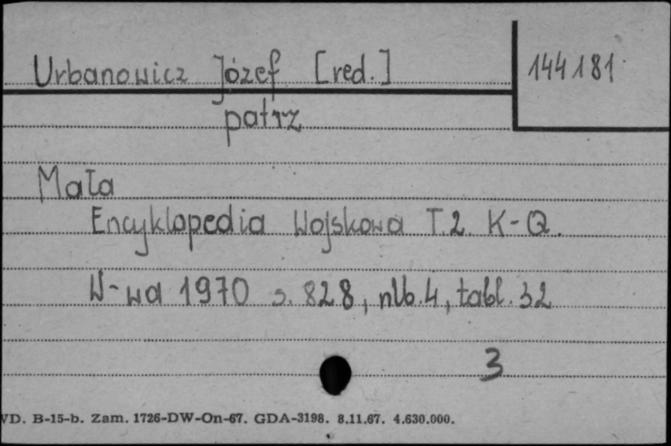 Urbanowicz Józef [red.] 144181
patrz
Mała
Encyklopedia Wojskowa T.2 K-Q.
W-wa 1970 s. 828, nlb. 4, tabl. 32
3
VD. B-15-b. Zam. 1726-DW-On-67. GDA-3198. 8.11.67. 4.630.000.